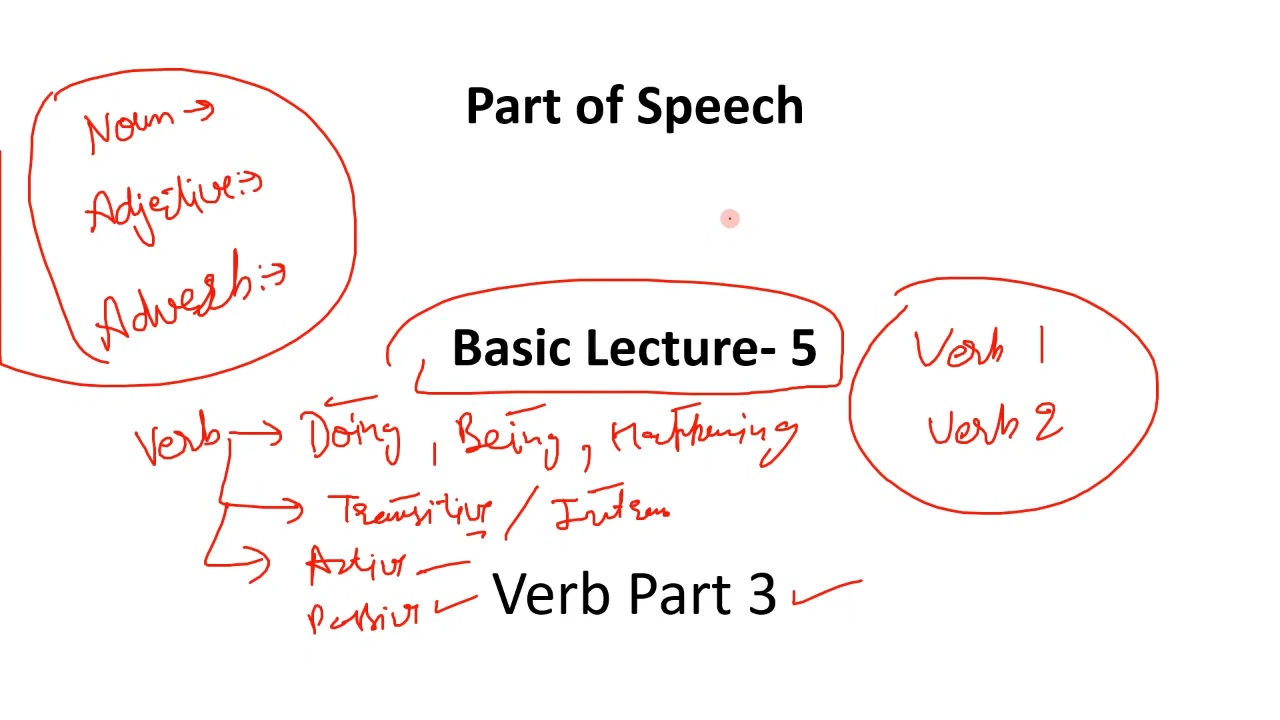 Part of Speech
Noun →
Adjective :→
Adverb :→
Basic Lecture- 5
Verb 1
Verb 2
Verb → Doing, Being, Happening
→ Transitive / Intrans
→ Active
Passive
Verb Part 3